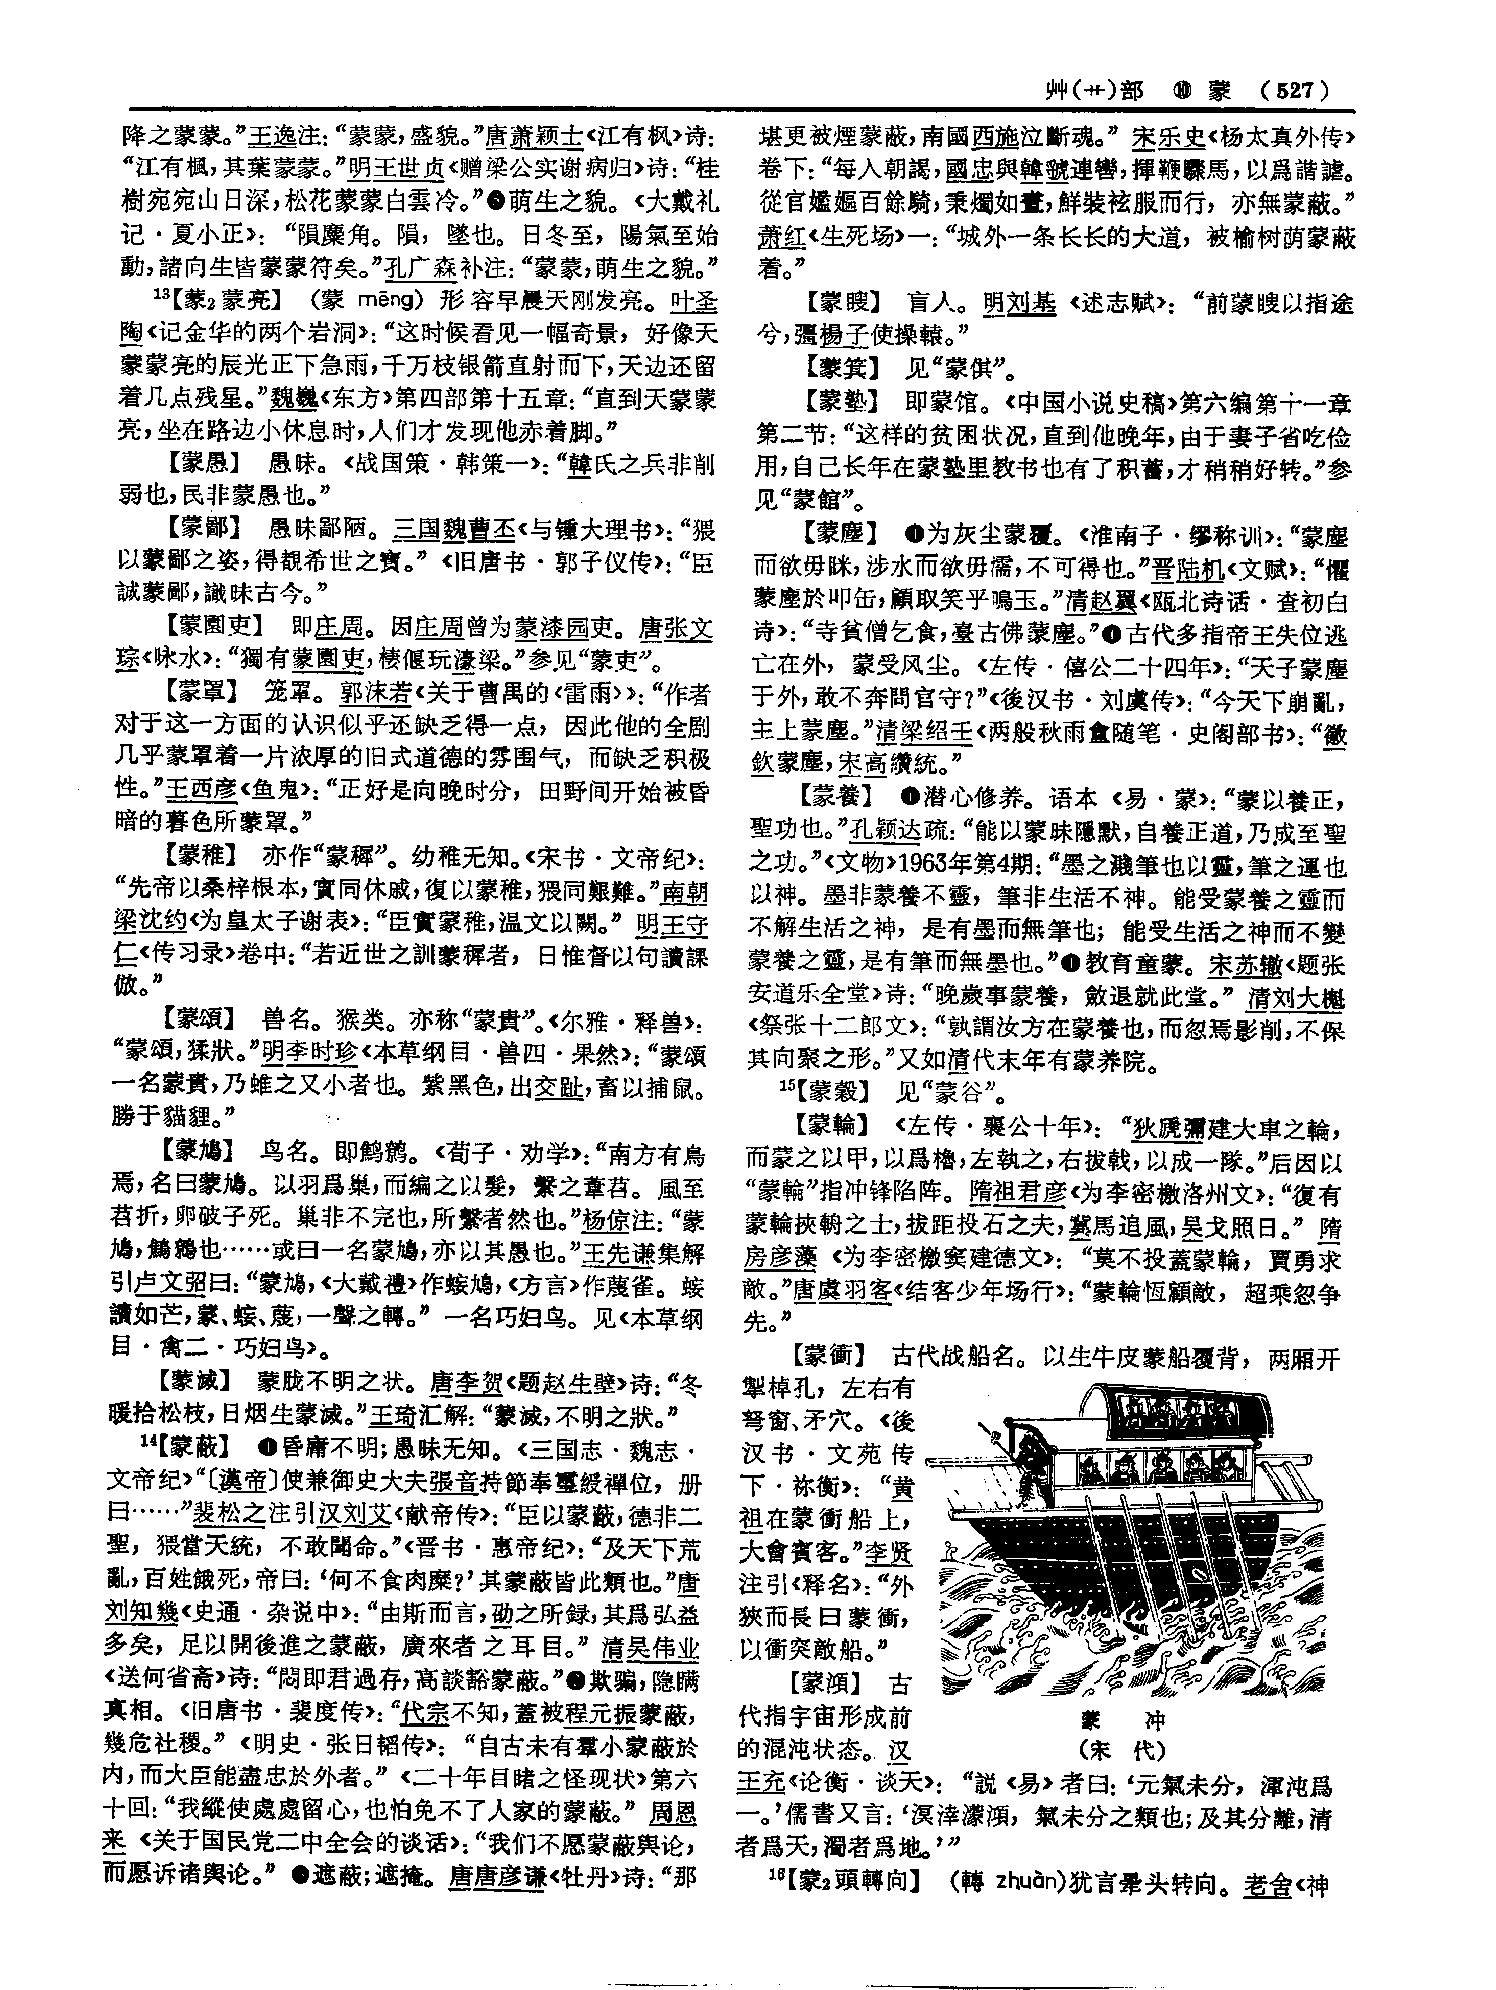 艸(艹)部 ⑩ 蒙 (527)
降之蒙蒙。”王逸注：“蒙蒙，盛貌。”唐萧颖士《江有枫》诗：
“江有楓，其葉蒙蒙。”明王世贞《赠梁公实谢病归》诗：“桂
樹宛宛山日深，松花蒙蒙白雲冷。”❺萌生之貌。《大戴礼
记·夏小正》：“隕麋角。隕，墜也。日冬至，陽氣至始
動，諸向生皆蒙蒙符矣。”孔广森补注：“蒙蒙，萌生之貌。”
¹³【蒙₂蒙亮】 （蒙 mēng）形容早晨天刚发亮。叶圣
陶《记金华的两个岩洞》：“这时候看见一幅奇景，好像天
蒙蒙亮的辰光正下急雨，千万枝银箭直射而下，天边还留
着几点残星。”魏巍《东方》第四部第十五章：“直到天蒙蒙
亮，坐在路边小休息时，人们才发现他赤着脚。”
【蒙愚】 愚昧。《战国策·韩策一》：“韓氏之兵非削
弱也，民非蒙愚也。”
【蒙鄙】 愚昧鄙陋。三国魏曹丕《与锺大理书》：“猥
以蒙鄙之姿，得覩希世之寶。”《旧唐书·郭子仪传》：“臣
誠蒙鄙，識昧古今。”
【蒙園吏】 即庄周。因庄周曾为蒙漆园吏。唐张文
琮《咏水》：“獨有蒙園吏，棲偃玩濠梁。”参见“蒙吏”。
【蒙罩】 笼罩。郭沫若《关于曹禺的〈雷雨〉》：“作者
对于这一方面的认识似乎还缺乏得一点，因此他的全剧
几乎蒙罩着一片浓厚的旧式道德的雰围气，而缺乏积极
性。”王西彦《鱼鬼》：“正好是向晚时分，田野间开始被昏
暗的暮色所蒙罩。”
【蒙稚】 亦作“蒙穉”。幼稚无知。《宋书·文帝纪》：
“先帝以桑梓根本，實同休戚，復以蒙稚，猥同艱難。”南朝
梁沈约《为皇太子谢表》：“臣實蒙稚，温文以闕。”明王守
仁《传习录》卷中：“若近世之訓蒙穉者，日惟督以句讀課
倣。”
【蒙頌】 兽名。猴类。亦称“蒙貴”。《尔雅·释兽》：
“蒙頌，猱狀。”明李时珍《本草纲目·兽四·果然》：“蒙頌
一名蒙貴，乃蜼之又小者也。紫黑色，出交趾，畜以捕鼠。
勝于貓貍。”
【蒙鳩】 鸟名。即鹪鹩。《荀子·劝学》：“南方有鳥
焉，名曰蒙鳩。以羽爲巢，而编之以髮，繫之葦苕。風至
苕折，卵破子死。巢非不完也，所繫者然也。”杨倞注：“蒙
鳩，鷦鷯也……或曰一名蒙鳩，亦以其愚也。”王先谦集解
引卢文弨曰：“蒙鳩，《大戴禮》作䖟鳩，《方言》作蔑雀。䖟
讀如芒，蒙、䖟、蔑，一聲之轉。”一名巧妇鸟。见《本草纲
目·禽二·巧妇鸟》。
【蒙滅】 蒙胧不明之状。唐李贺《题赵生壁》诗：“冬
暖拾松枝，日烟生蒙滅。”王琦汇解：“蒙滅，不明之狀。”
¹⁴【蒙蔽】 ❶昏庸不明；愚昧无知。《三国志·魏志·
文帝纪》“〔漢帝〕使兼御史大夫張音持節奉璽綬禪位，册
曰……”裴松之注引汉刘艾《献帝传》：“臣以蒙蔽，德非二
聖，猥當天統，不敢聞命。”《晋书·惠帝纪》：“及天下荒
亂，百姓餓死，帝曰：‘何不食肉糜？’其蒙蔽皆此類也。”唐
刘知幾《史通·杂说中》：“由斯而言，劭之所録，其爲弘益
多矣，足以開後進之蒙蔽，廣來者之耳目。”清吴伟业
《送何省斋》诗：“閟即君過存，高談豁蒙蔽。”❷欺骗，隐瞒
真相。《旧唐书·裴度传》：“代宗不知，蓋被程元振蒙蔽，
幾危社稷。”《明史·张日韬传》：“自古未有羣小蒙蔽於
内，而大臣能盡忠於外者。”《二十年目睹之怪现状》第六
十回：“我縱使處處留心，也怕免不了人家的蒙蔽。”周恩
来《关于国民党二中全会的谈话》：“我们不愿蒙蔽舆论，
而愿诉诸舆论。”❸遮蔽；遮掩。唐唐彦谦《牡丹》诗：“那
堪更被煙蒙蔽，南國西施泣斷魂。”宋乐史《杨太真外传》
卷下：“每入朝謁，國忠與韓虢連轡，揮鞭驟馬，以爲諧謔。
從官媪嫗百餘騎，秉燭如晝，鮮裝袨服而行，亦無蒙蔽。”
萧红《生死场》一：“城外一条长长的大道，被榆树荫蒙蔽
着。”
【蒙瞍】 盲人。明刘基《述志赋》：“前蒙瞍以指途
兮，彊楊子使操轅。”
【蒙箕】 见“蒙倛”。
【蒙塾】 即蒙馆。《中国小说史稿》第六编第十一章
第二节：“这样的贫困状况，直到他晚年，由于妻子省吃俭
用，自己长年在蒙塾里教书也有了积蓄，才稍稍好转。”参
见“蒙館”。
【蒙塵】 ❶为灰尘蒙覆。《淮南子·缪称训》：“蒙塵
而欲毋眯，涉水而欲毋濡，不可得也。”晋陆机《文赋》：“懼
蒙塵於叩缶，顧取笑乎鳴玉。”清赵翼《瓯北诗话·查初白
诗》：“寺貧僧乞食，臺古佛蒙塵。”❷古代多指帝王失位逃
亡在外，蒙受风尘。《左传·僖公二十四年》：“天子蒙塵
于外，敢不奔問官守？”《後汉书·刘虞传》：“今天下崩亂，
主上蒙塵。”清梁绍壬《两般秋雨盦随笔·史阁部书》：“徽
欽蒙塵，宋高纘統。”
【蒙養】 ❶潜心修养。语本《易·蒙》：“蒙以養正，
聖功也。”孔颖达疏：“能以蒙昧隱默，自養正道，乃成至聖
之功。”《文物》1963年第4期：“墨之濺筆也以靈，筆之運也
以神。墨非蒙養不靈，筆非生活不神。能受蒙養之靈而
不解生活之神，是有墨而無筆也；能受生活之神而不變
蒙養之靈，是有筆而無墨也。”❷教育童蒙。宋苏辙《题张
安道乐全堂》诗：“晚歲事蒙養，斂退就此堂。”清刘大櫆
《祭张十二郎文》：“孰謂汝方在蒙養也，而忽焉影削，不保
其向聚之形。”又如清代末年有蒙养院。
¹⁵【蒙穀】 见“蒙谷”。
【蒙輪】 《左传·襄公十年》：“狄虒彌建大車之輪，
而蒙之以甲，以爲櫓，左執之，右拔戟，以成一隊。”后因以
“蒙輪”指冲锋陷阵。隋祖君彦《为李密檄洛州文》：“復有
蒙輪挾輈之士，拔距投石之夫，冀馬追風，吴戈照日。”隋
房彦藻《为李密檄窦建德文》：“莫不投蓋蒙輪，賈勇求
敵。”唐虞羽客《结客少年场行》：“蒙輪恆顧敵，超乘忽争
先。”
【蒙衝】 古代战船名。以生牛皮蒙船覆背，两厢开
掣棹孔，左右有
弩窗、矛穴。《後
汉书·文苑传
下·祢衡》：“黄
祖在蒙衝船上，
大會賓客。”李贤
注引《释名》：“外
狹而長曰蒙衝，
以衝突敵船。”
【蒙澒】 古
代指宇宙形成前
的混沌状态。汉
蒙 冲
（宋 代）
王充《论衡·谈天》：“説《易》者曰：‘元氣未分，渾沌爲
一。’儒書又言：‘溟涬濛澒，氣未分之類也；及其分離，清
者爲天，濁者爲地。’”
¹⁶【蒙₂頭轉向】 （轉 zhuàn）犹言晕头转向。老舍《神